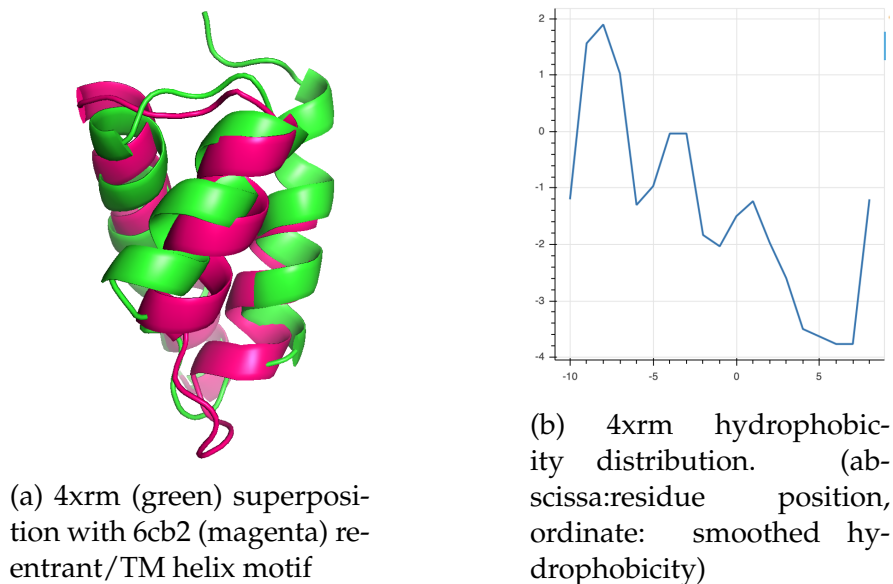 2
1
0
-1
-2
-3
-4
-10
-5
0
5
(a) 4xrm (green) superposi-
tion with 6cb2 (magenta) re-
entrant/TM helix motif
(b) 4xrm hydrophobic-
ity distribution. (ab-
scissa:residue position,
ordinate: smoothed hy-
drophobicity)